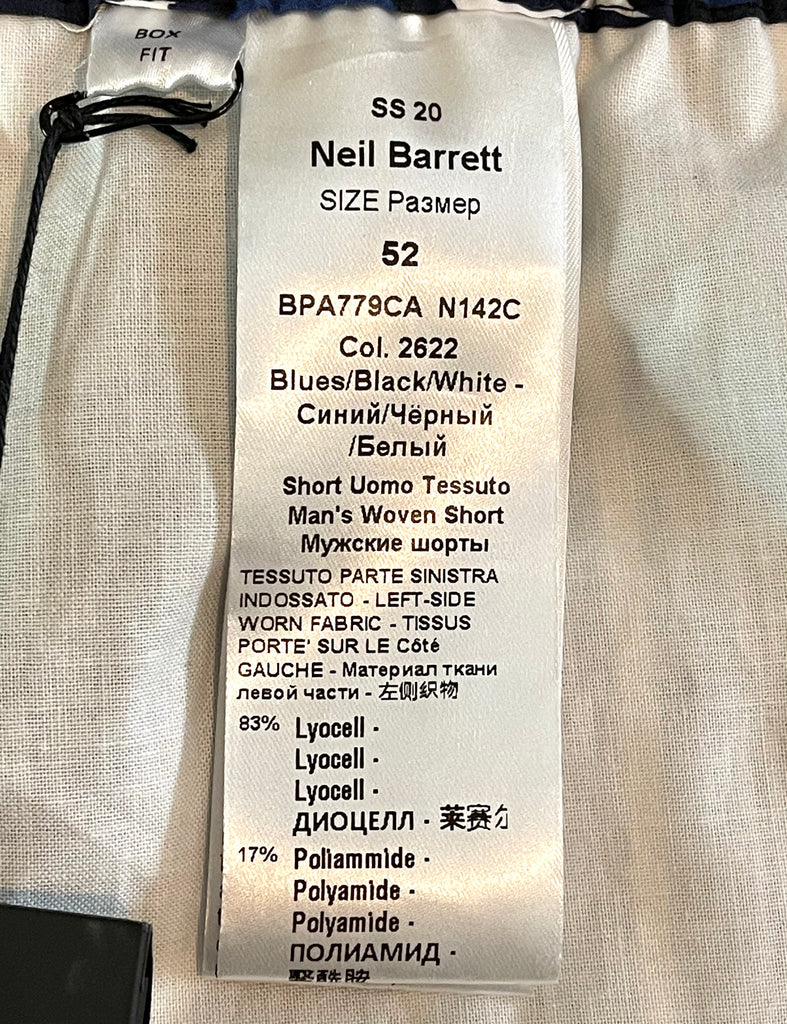 BOX
FIT
SS 20
Neil Barrett
SIZE Размер
52
BPA779CA N142C
Col. 2622
Blues/Black/White -
Синий/Чёрный
/Белый
Short Uomo Tessuto
Man's Woven Short
Мужские шорты
TESSUTO PARTE SINISTRA
INDOSSATO - LEFT-SIDE
WORN FABRIC - TISSUS
PORTE' SUR LE Côté
GAUCHE - Материал ткани
левой части - 左侧织物
83% Lyocell -
Lyocell -
Lyocell -
ДИОЦЕЛЛ - 莱赛尔
17% Poliammide -
Polyamide -
Polyamide -
ПОЛИАМИД -